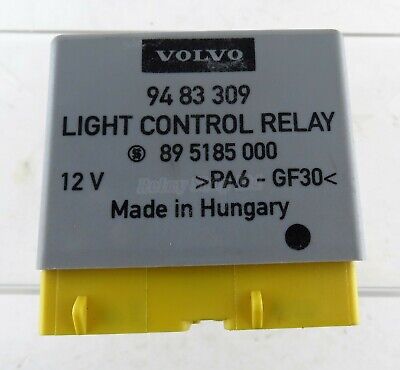 VOLVO
94 83 309
LIGHT CONTROL RELAY
89 5185 000
12 V >PA6 - GF30<
Made in Hungary